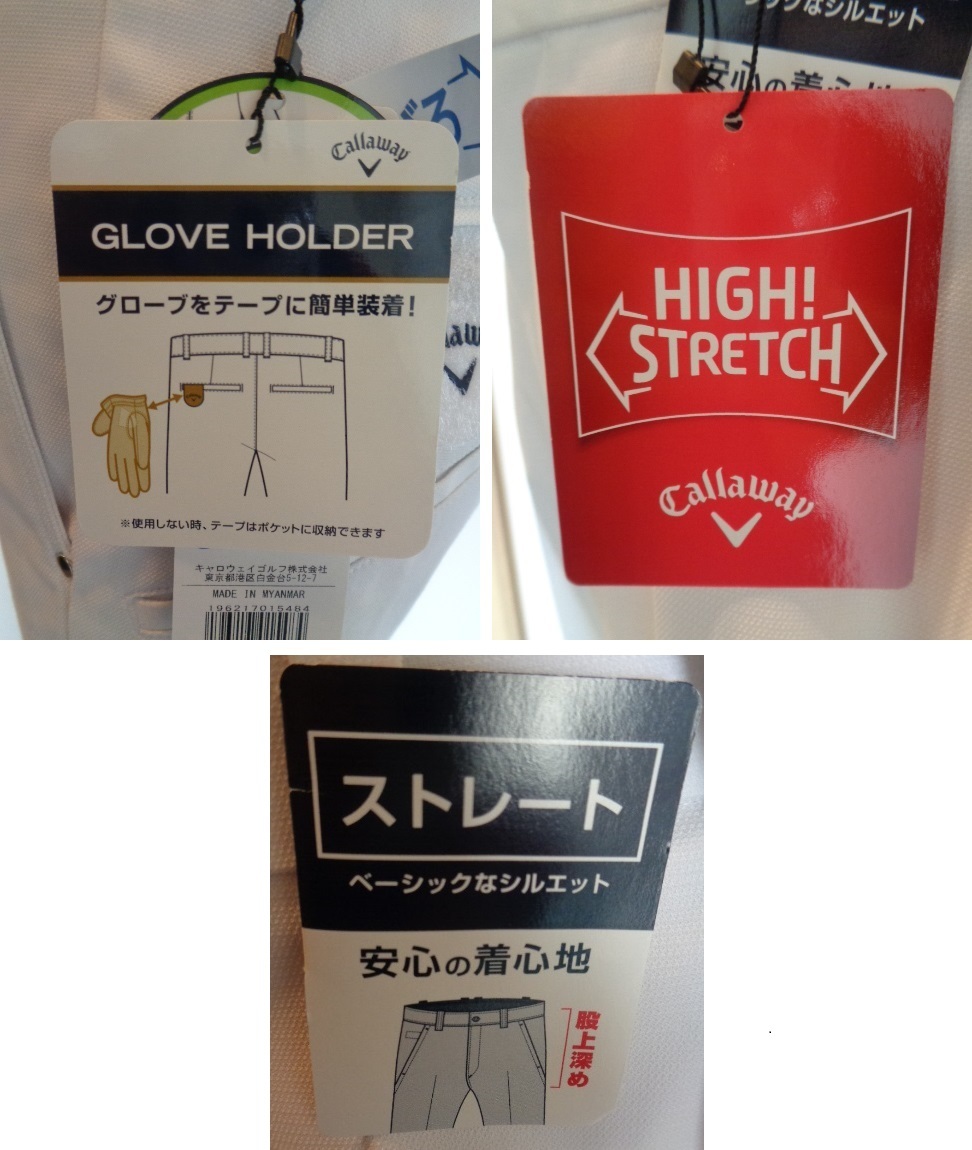 Callaway
GLOVE HOLDER
グローブをテープに簡単装着!
※使用しない時、テープはポケットに収納できます
キャロウェイゴルフ株式会社
東京都港区白金台5-12-7
MADE IN MYANMAR
196217015484
ックなシルエット
安心の着心地
HIGH!
STRETCH
Callaway
ストレート
ベーシックなシルエット
安心の着心地
股上深め